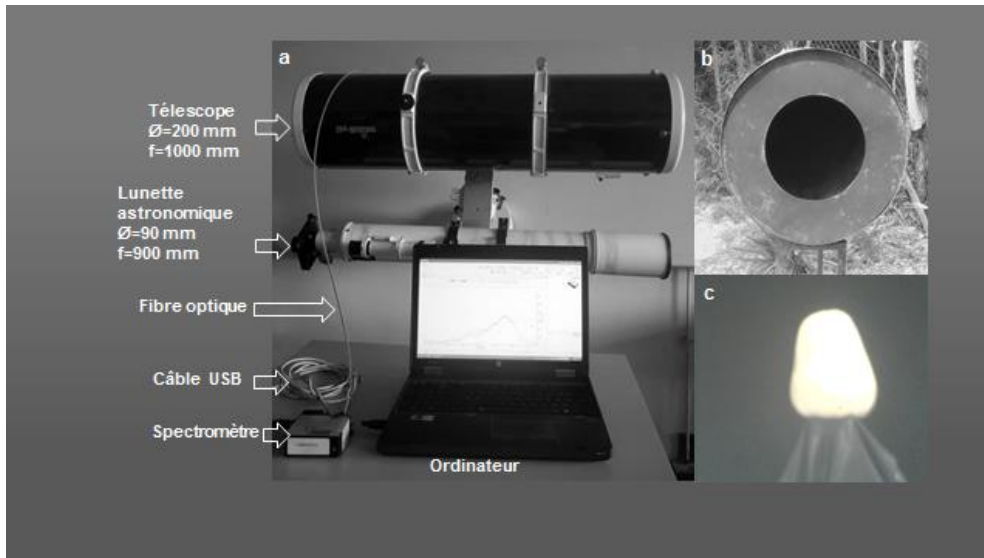 a
b
Télescope
Ø=200 mm
f=1000 mm
Lunette
astronomique
Ø=90 mm
f=900 mm
Fibre optique
c
Câble USB
Spectromètre
Ordinateur